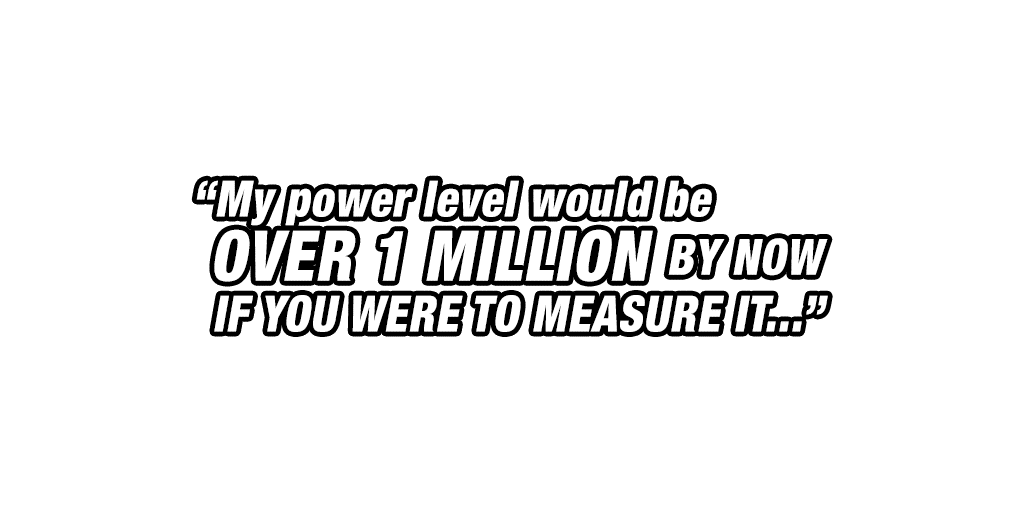 “My power level would be
OVER 1 MILLION BY NOW
IF YOU WERE TO MEASURE IT...”